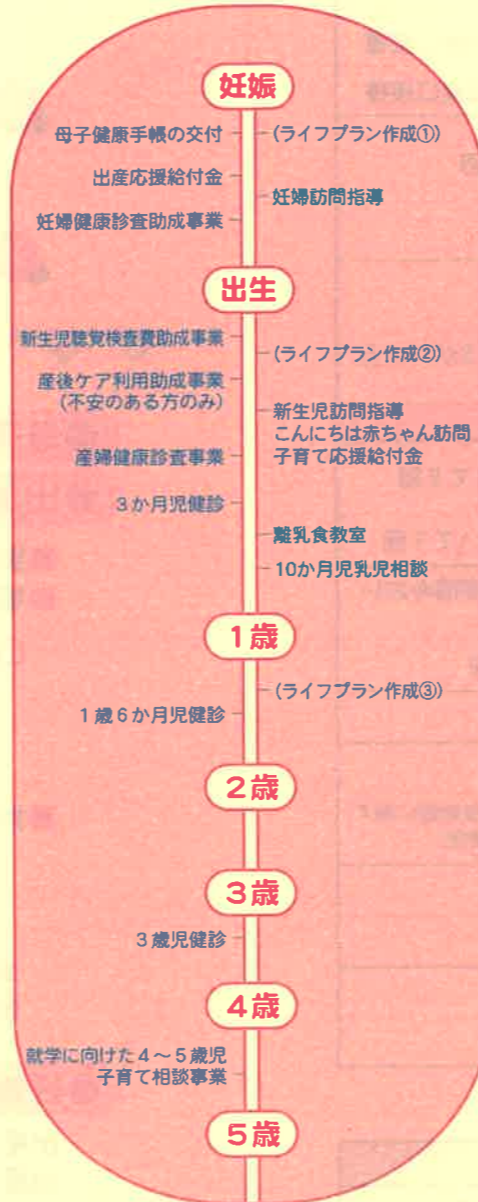 妊娠
母子健康手帳の交付
(ライフプラン作成①)
出産応援給付金
妊婦訪問指導
妊婦健康診査助成事業
出生
新生児聴覚検査費助成事業
(ライフプラン作成②)
産後ケア利用助成事業
(不安のある方のみ)
新生児訪問指導
こんにちは赤ちゃん訪問
子育て応援給付金
産婦健康診査事業
3か月児健診
離乳食教室
10か月児乳児相談
1歳
(ライフプラン作成③)
1歳6か月児健診
2歳
3歳
3歳児健診
4歳
就学に向けた4～5歳児
子育て相談事業
5歳